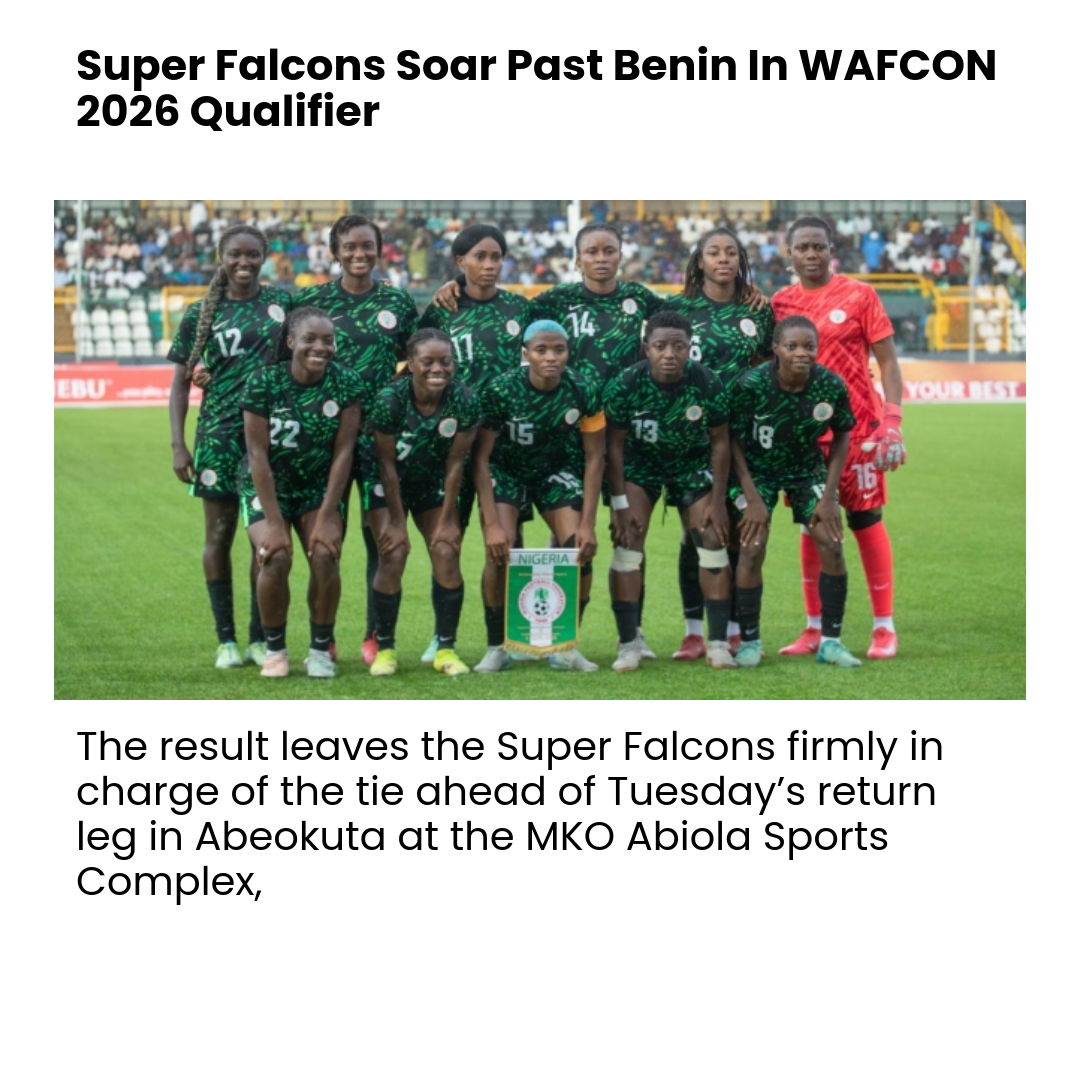 Super Falcons Soar Past Benin In WAFCON
2026 Qualifier
12
11
14
22
7
15
13
18
16
EBU
YOUR BEST
NIGERIA
The result leaves the Super Falcons firmly in
charge of the tie ahead of Tuesday’s return
leg in Abeokuta at the MKO Abiola Sports
Complex,